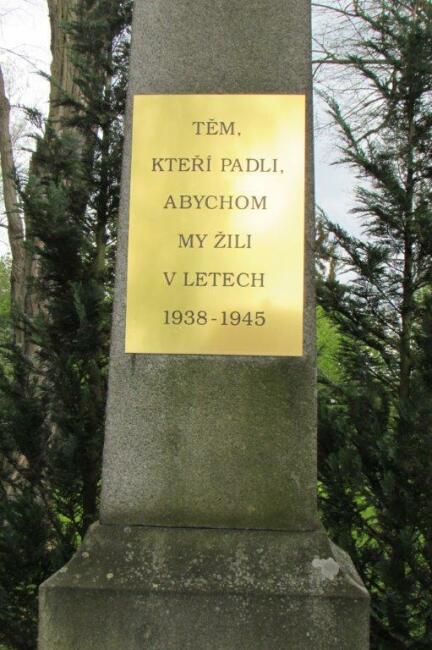 TĚM,
KTEŘÍ PADLI,
ABYCHOM
MY ŽILI
V LETECH
1938-1945